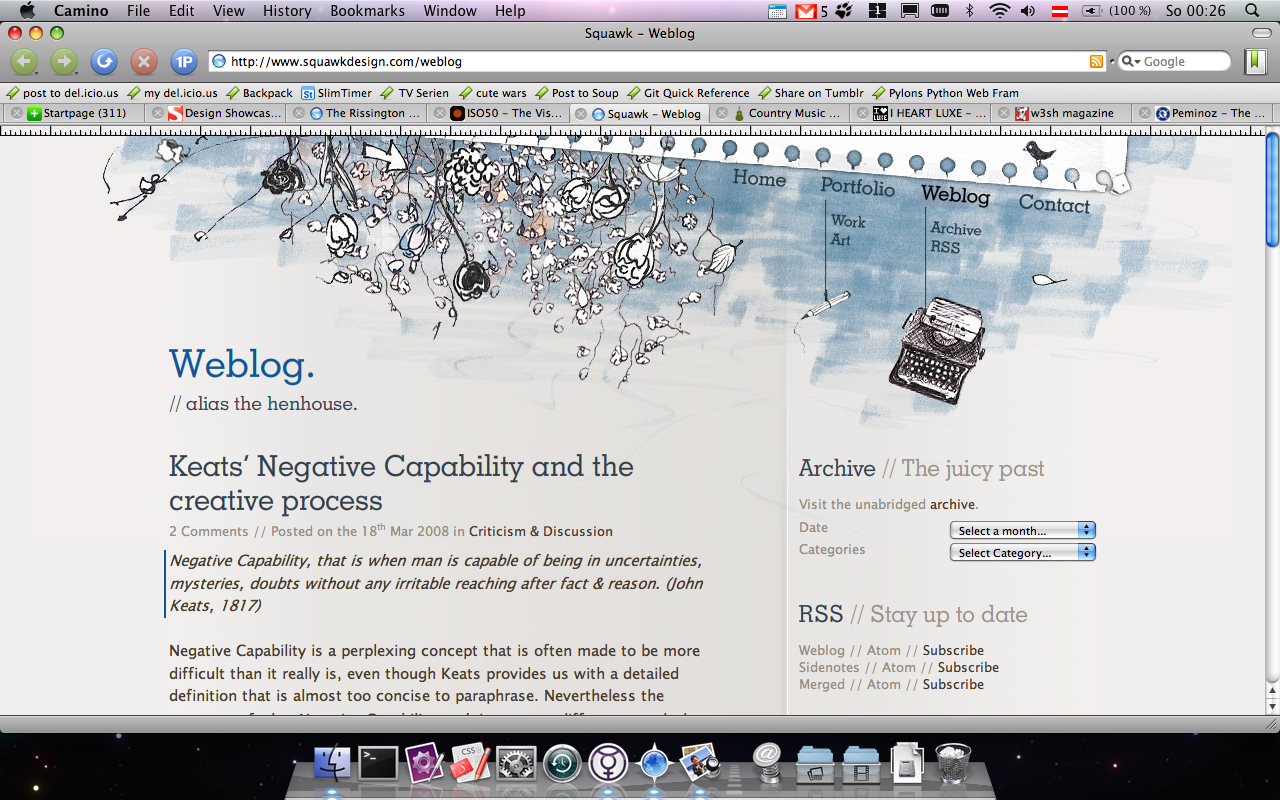 Camino File Edit View History Bookmarks Window Help 5 1 (100 %) So 00:26
Squawk – Weblog
1P http://www.squawkdesign.com/weblog Google
post to del.icio.us my del.icio.us Backpack St SlimTimer TV Serien cute wars Post to Soup Git Quick Reference Share on Tumblr Pylons Python Web Fram
Startpage (311) Design Showcas... The Rissington ... ISO50 – The Vis... Squawk – Weblog Country Music ... I HEART LUXE – ... w3sh magazine Peminoz – The ...
Home Portfolio Weblog Contact
Work Archive
Art RSS
Weblog.
// alias the henhouse.
Keats’ Negative Capability and the
creative process
2 Comments // Posted on the 18th Mar 2008 in Criticism & Discussion
Negative Capability, that is when man is capable of being in uncertainties,
mysteries, doubts without any irritable reaching after fact & reason. (John
Keats, 1817)
Negative Capability is a perplexing concept that is often made to be more
difficult than it really is, even though Keats provides us with a detailed
definition that is almost too concise to paraphrase. Nevertheless the
Archive // The juicy past
Visit the unabridged archive.
Date Select a month...
Categories Select Category...
RSS // Stay up to date
Weblog // Atom // Subscribe
Sidenotes // Atom // Subscribe
Merged // Atom // Subscribe